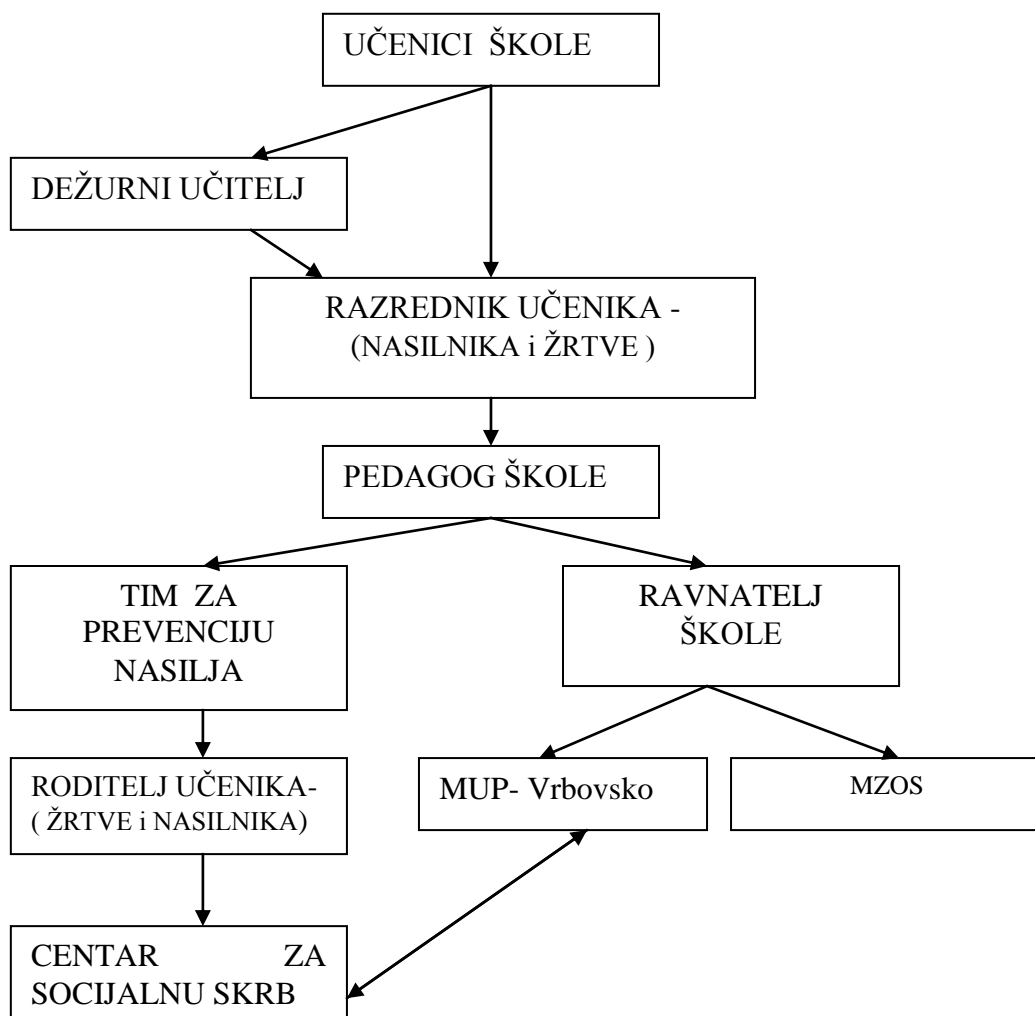 UČENICI ŠKOLE
DEŽURNI UČITELJ
RAZREDNIK UČENIKA -
(NASILNIKA i ŽRTVE )
PEDAGOG ŠKOLE
TIM ZA
PREVENCIJU
NASILJA
RAVNATELJ
ŠKOLE
RODITELJ UČENIKA-
( ŽRTVE i NASILNIKA)
MUP- Vrbovsko
MZOS
CENTAR ZA
SOCIJALNU SKRB